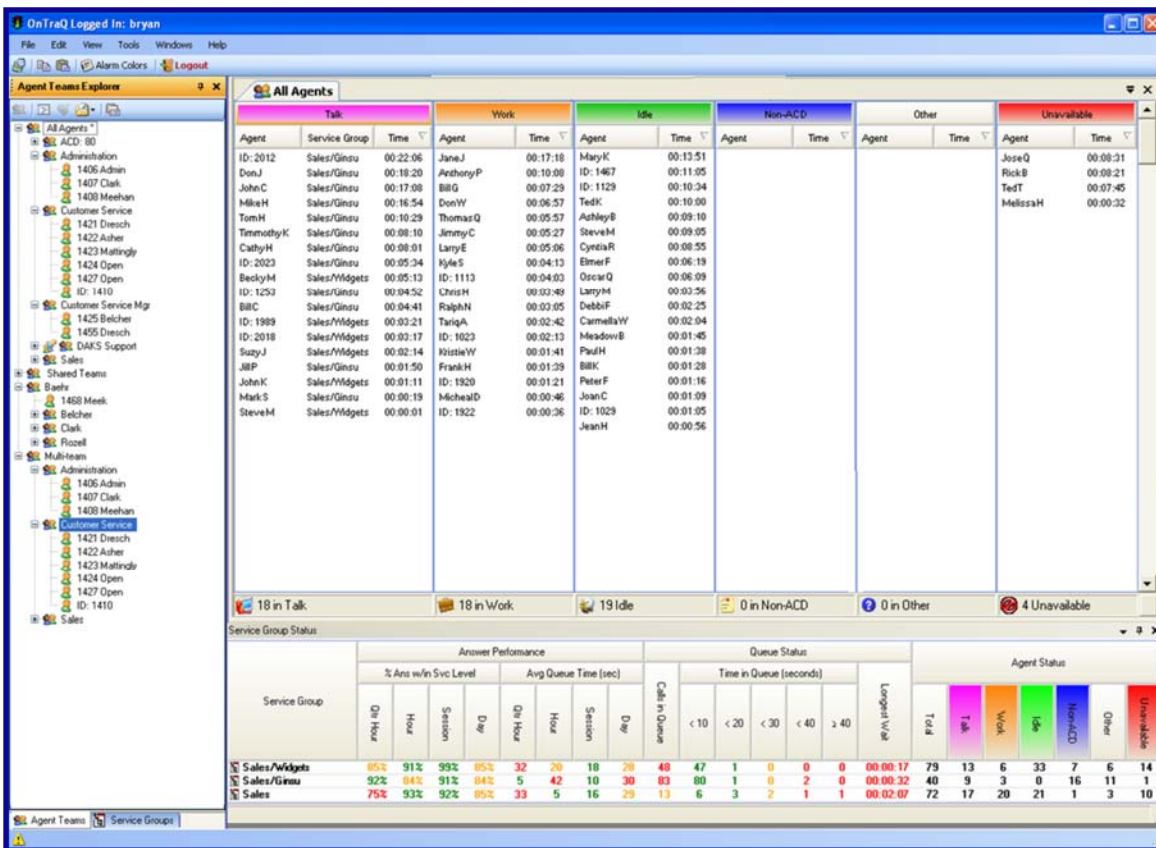 OnTraQ Logged In: bryan
File Edit View Tools Windows Help
Alarm Colors Logout
Agent Teams Explorer
All Agents *
ACD: 80
Administration
1406 Admin
1407 Clark
1408 Meehan
Customer Service
1421 Dresch
1422 Asher
1423 Mattingly
1424 Open
1427 Open
ID: 1410
Customer Service Mgr
1425 Belcher
1455 Dresch
DAKS Support
Sales
Shared Teams
Baehr
1468 Meek
Belcher
Clark
Rozell
Multi-team
Administration
1406 Admin
1407 Clark
1408 Meehan
Customer Service
1421 Dresch
1422 Asher
1423 Mattingly
1424 Open
1427 Open
ID: 1410
Sales
Agent Teams Service Groups
All Agents
Talk Work Idle Non-ACD Other Unavailable
Agent Service Group Time Agent Time Agent Time Agent Time Agent Time Agent Time
ID: 2012 Sales/Ginsu 00:22:06 JaneJ 00:17:18 MaryK 00:13:51 JoseQ 00:08:31
DonJ Sales/Ginsu 00:18:20 AnthonyP 00:10:08 ID: 1467 00:11:05 RickB 00:08:21
JohnC Sales/Ginsu 00:17:08 BillG 00:07:29 ID: 1129 00:10:34 TedT 00:07:45
MikeH Sales/Ginsu 00:16:54 DonW 00:06:57 TedK 00:10:00 MelissaH 00:00:32
TomH Sales/Ginsu 00:10:29 ThomasQ 00:05:57 AshleyB 00:09:10
TimmothyK Sales/Ginsu 00:08:10 JimmyC 00:05:27 SteveM 00:09:05
CathyH Sales/Ginsu 00:08:01 LarryE 00:05:06 CyntiaR 00:08:55
ID: 2023 Sales/Ginsu 00:05:34 KyleS 00:04:13 ElmerF 00:06:19
BeckyM Sales/Widgets 00:05:13 ID: 1113 00:04:03 OscarQ 00:06:09
ID: 1253 Sales/Ginsu 00:04:52 ChrisH 00:03:49 LarryM 00:03:56
BillC Sales/Ginsu 00:04:41 RalphN 00:03:05 DebbiF 00:02:25
ID: 1989 Sales/Widgets 00:03:21 TariqA 00:02:42 CarmellaW 00:02:04
ID: 2018 Sales/Widgets 00:03:17 ID: 1023 00:02:13 MeadowB 00:01:45
SuzyJ Sales/Widgets 00:02:14 KristieW 00:01:41 PaulH 00:01:38
JillP Sales/Ginsu 00:01:50 FrankH 00:01:39 BillK 00:01:28
JohnK Sales/Widgets 00:01:11 ID: 1920 00:01:21 PeterF 00:01:16
MarkS Sales/Ginsu 00:00:19 MichealD 00:00:46 JoanC 00:01:09
SteveM Sales/Widgets 00:00:01 ID: 1922 00:00:36 ID: 1029 00:01:05
JeanH 00:00:56
18 in Talk 18 in Work 19 Idle 0 in Non-ACD 0 in Other 4 Unavailable
Service Group Status
Answer Performance Queue Status Agent Status
% Ans w/in Svc Level Avg Queue Time (sec) Time in Queue (seconds)
Service Group Qtr Hour Hour Session Day Qtr Hour Hour Session Day Calls in Queue < 10 < 20 < 30 < 40 ≥ 40 Longest Wait Total Talk Work Idle Non-ACD Other Unavailable
Sales/Widgets 85% 91% 99% 85% 32 20 18 28 48 47 1 0 0 0 00:00:17 79 13 6 33 7 6 14
Sales/Ginsu 92% 84% 91% 84% 5 42 10 30 83 80 1 0 2 0 00:00:32 40 9 3 0 16 11 1
Sales 75% 93% 92% 85% 33 5 16 29 13 6 3 2 1 1 00:02:07 72 17 20 21 1 3 10